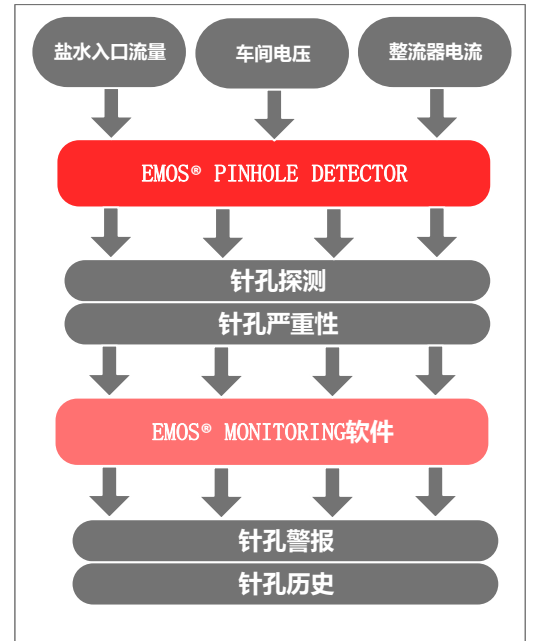 盐水入口流量
车间电压
整流器电流
EMOS® PINHOLE DETECTOR
针孔探测
针孔严重性
EMOS® MONITORING软件
针孔警报
针孔历史